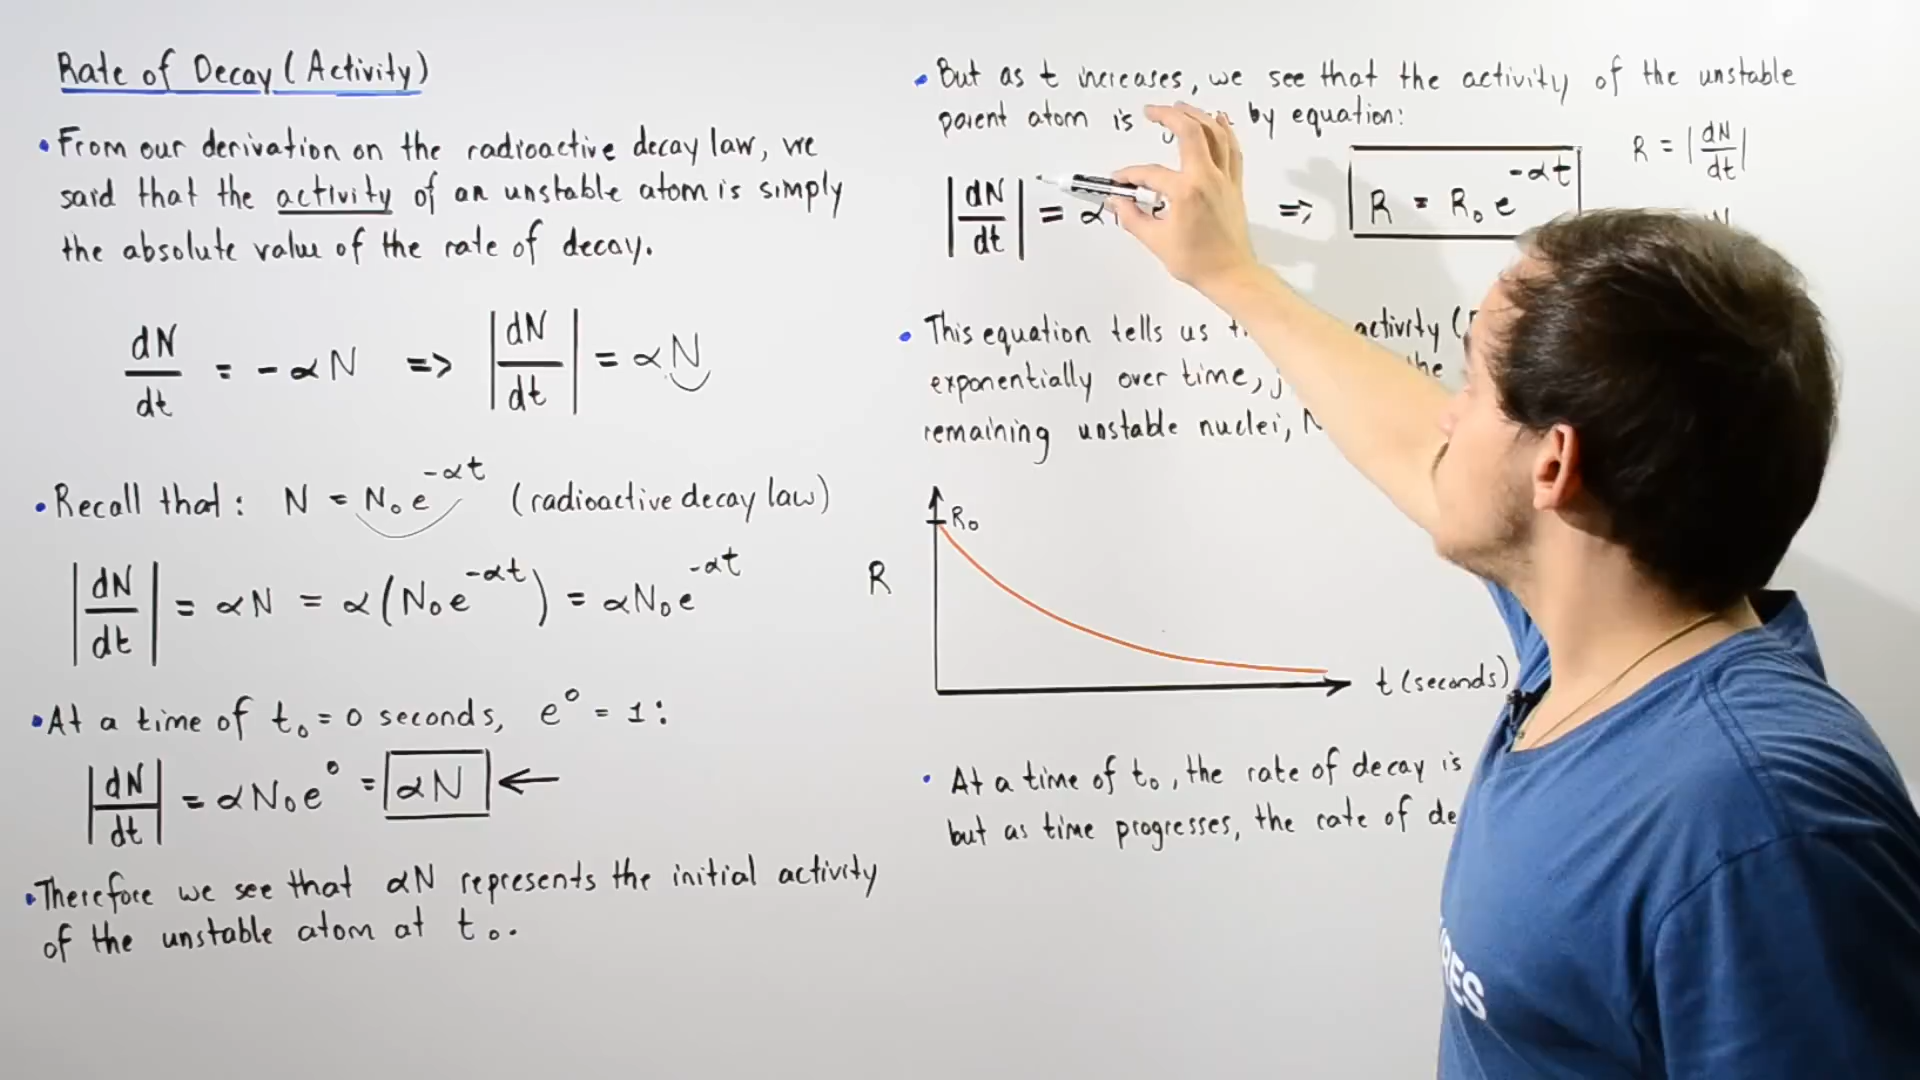 Rate of Decay (Activity)
• From our derivation on the radioactive decay law, we
said that the activity of an unstable atom is simply
the absolute value of the rate of decay.
dN/dt = -αN => |dN/dt| = αN
• Recall that: N = N₀e^-αt (radioactive decay law)
|dN/dt| = αN = α(N₀e^-αt) = αN₀e^-αt
• At a time of t₀ = 0 seconds, e⁰ = 1:
|dN/dt| = αN₀e⁰ = αN ←
• Therefore we see that αN represents the initial activity
of the unstable atom at t₀.
• But as t increases, we see that the activity of the unstable
parent atom is by equation:
|dN/dt| = α e => R = R₀e^-αt
R = |dN/dt|
• This equation tells us activity (
exponentially over time, the
remaining unstable nuclei, N
R₀
R
t (seconds)
• At a time of t₀, the rate of decay is
but as time progresses, the rate of